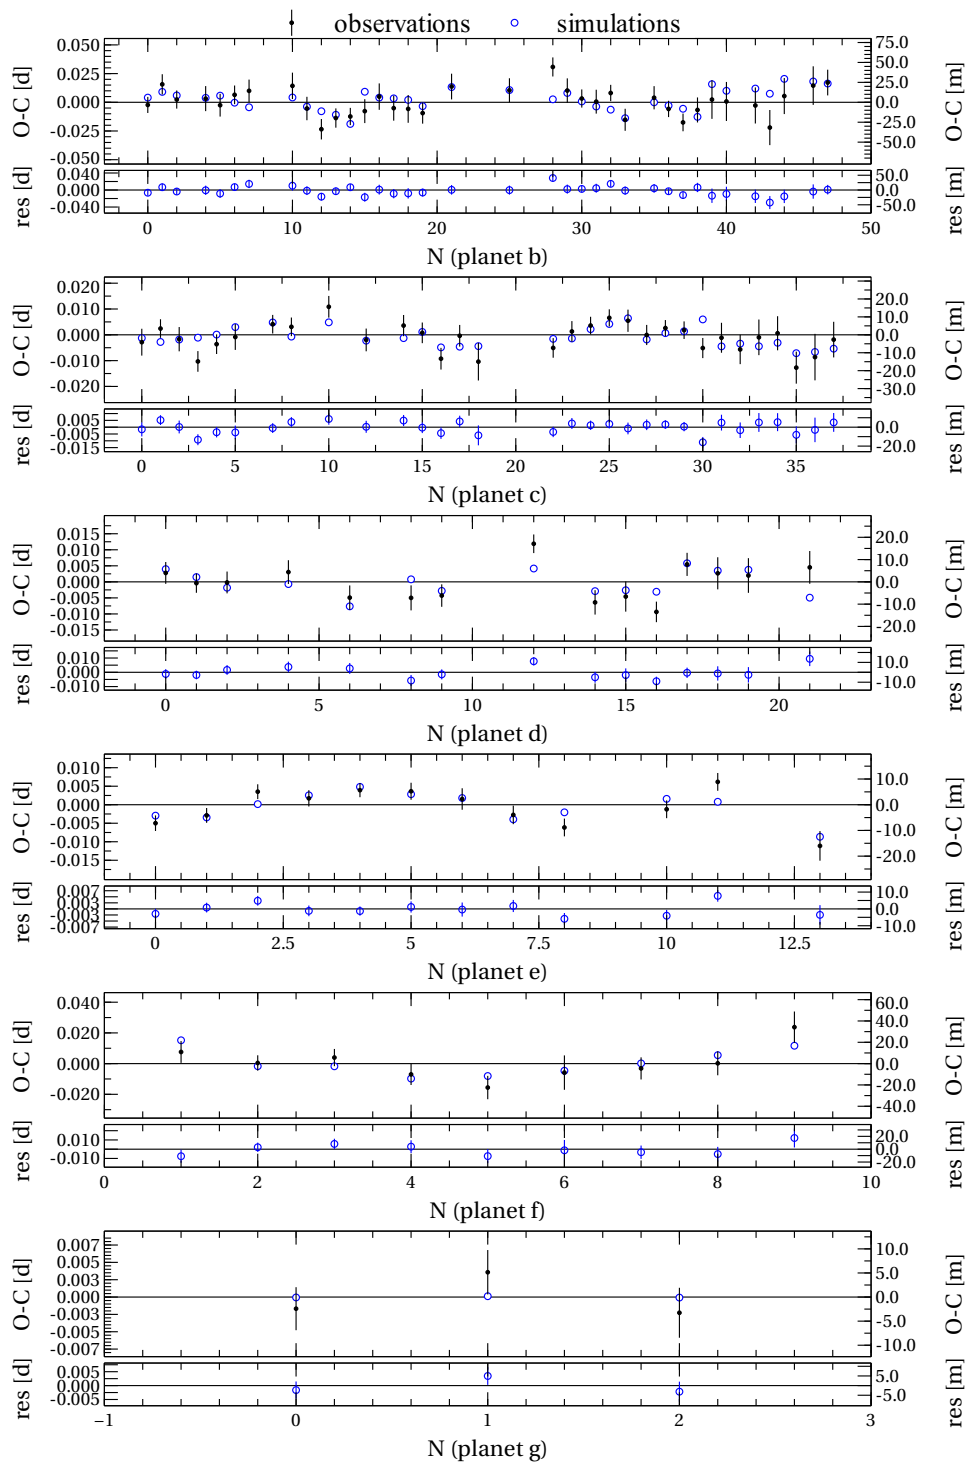 observations simulations
0.050 75.0
0.025 50.0
25.0
0.000 0.0
-0.025 -25.0
-50.0
-0.050
O-C [d] O-C [m]
0.040 50.0
0.000 0.0
-0.040 -50.0
res [d] res [m]
0 10 20 30 40 50
N (planet b)
0.020 20.0
0.010 10.0
0.000 0.0
-0.010 -10.0
-20.0
-0.020 -30.0
O-C [d] O-C [m]
0.005 0.0
-0.005 -20.0
-0.015
res [d] res [m]
0 5 10 15 20 25 30 35
N (planet c)
0.015 20.0
0.010 10.0
0.005
0.000 0.0
-0.005 -10.0
-0.010
-0.015 -20.0
O-C [d] O-C [m]
0.010 10.0
0.000
-0.010 -10.0
res [d] res [m]
0 5 10 15 20
N (planet d)
0.010 10.0
0.005
0.000 0.0
-0.005 -10.0
-0.010
-0.015 -20.0
O-C [d] O-C [m]
0.007 10.0
0.003 0.0
-0.003
-0.007 -10.0
res [d] res [m]
0 2.5 5 7.5 10 12.5
N (planet e)
0.040 60.0
40.0
0.020 20.0
0.000 0.0
-0.020 -20.0
-40.0
O-C [d] O-C [m]
0.010 20.0
0.0
-0.010 -20.0
res [d] res [m]
0 2 4 6 8 10
N (planet f)
0.007 10.0
0.005 5.0
0.003
0.000 0.0
-0.003 -5.0
-0.005
-0.007 -10.0
O-C [d] O-C [m]
0.005 5.0
0.000
-0.005 -5.0
res [d] res [m]
−1 0 1 2 3
N (planet g)